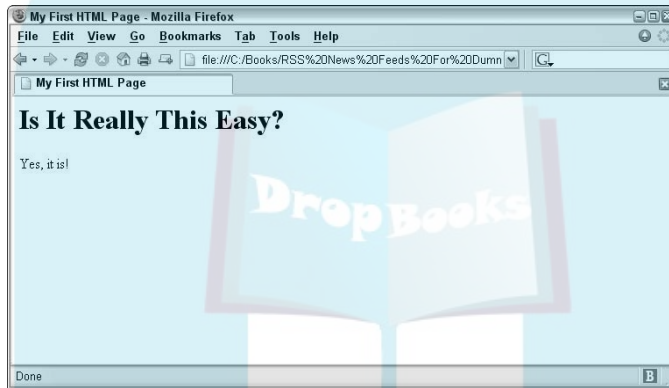 My First HTML Page - Mozilla Firefox
File Edit View Go Bookmarks Tab Tools Help
file:///C:/Books/RSS%20News%20Feeds%20For%20Dumn
G
My First HTML Page
Is It Really This Easy?
Yes, it is!
DropBooks
Done
B